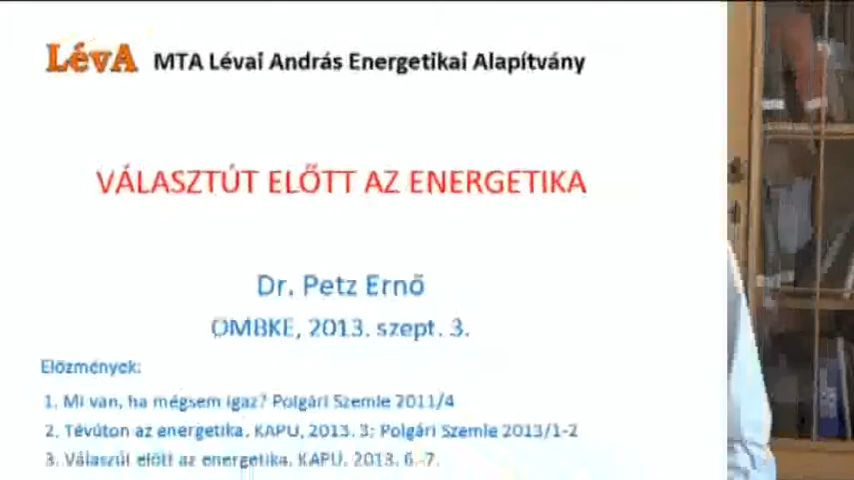 LévA MTA Lévai András Energetikai Alapítvány
VÁLASZTÚT ELŐTT AZ ENERGETIKA
Dr. Petz Ernő
OMBKE, 2013. szept. 3.
Előzmények:
1. Mi van, ha mégsem igaz? Polgári Szemle 2011/4
2. Tévúton az energetika. KAPU, 2013. 3; Polgári Szemle 2013/1-2
3. Válaszút előtt az energetika. KAPU. 2013. 6.-7.